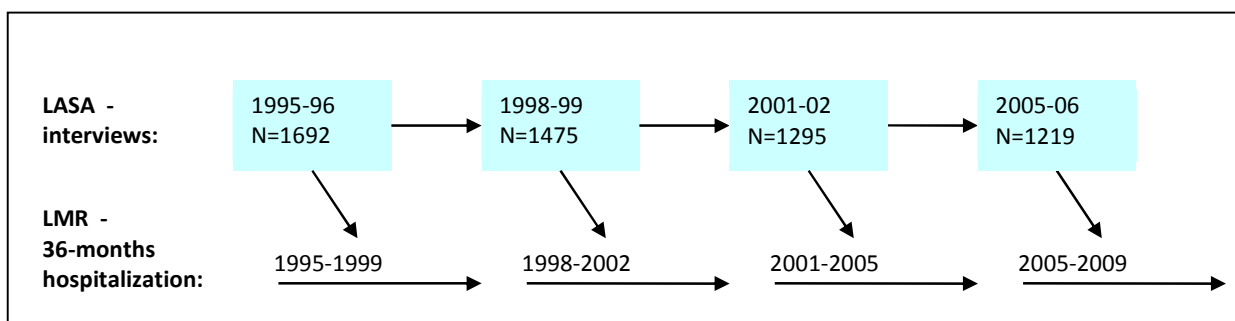 LASA -
interviews:
1995-96
N=1692
1998-99
N=1475
2001-02
N=1295
2005-06
N=1219
LMR -
36-months
hospitalization:
1995-1999
1998-2002
2001-2005
2005-2009